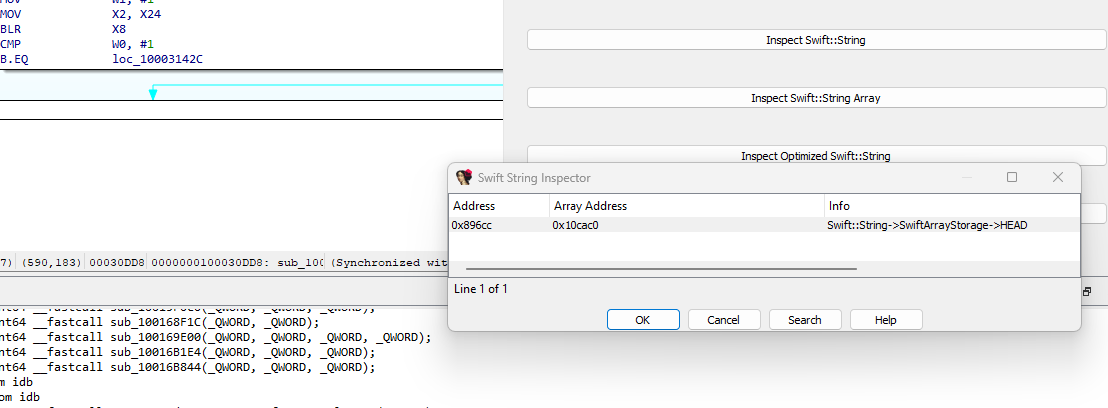 MOV W1, #1
MOV X2, X24
BLR X8
CMP W0, #1
B.EQ loc_10003142C
Inspect Swift::String
Inspect Swift::String Array
Inspect Optimized Swift::String
Swift String Inspector
Address Array Address Info
0x896cc 0x10cac0 Swift::String->SwiftArrayStorage->HEAD
Line 1 of 1
OK Cancel Search Help
7) (590,183) 00030DD8 0000000100030DD8: sub_100 (Synchronized wit
nt64 __fastcall sub_100168F1C(_QWORD, _QWORD);
nt64 __fastcall sub_100169E00(_QWORD, _QWORD, _QWORD, _QWORD);
nt64 __fastcall sub_10016B1E4(_QWORD, _QWORD, _QWORD);
nt64 __fastcall sub_10016B844(_QWORD, _QWORD, _QWORD);
m idb
om idb